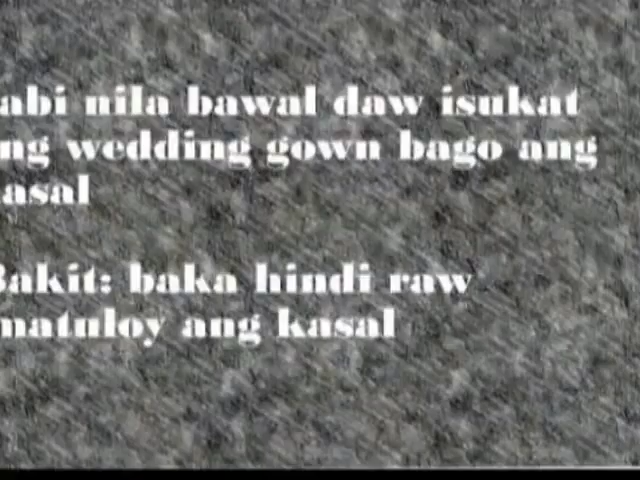 abi nila bawal daw isukat
ng wedding gown bago ang
asal
Bakit: baka hindi raw
matuloy ang kasal